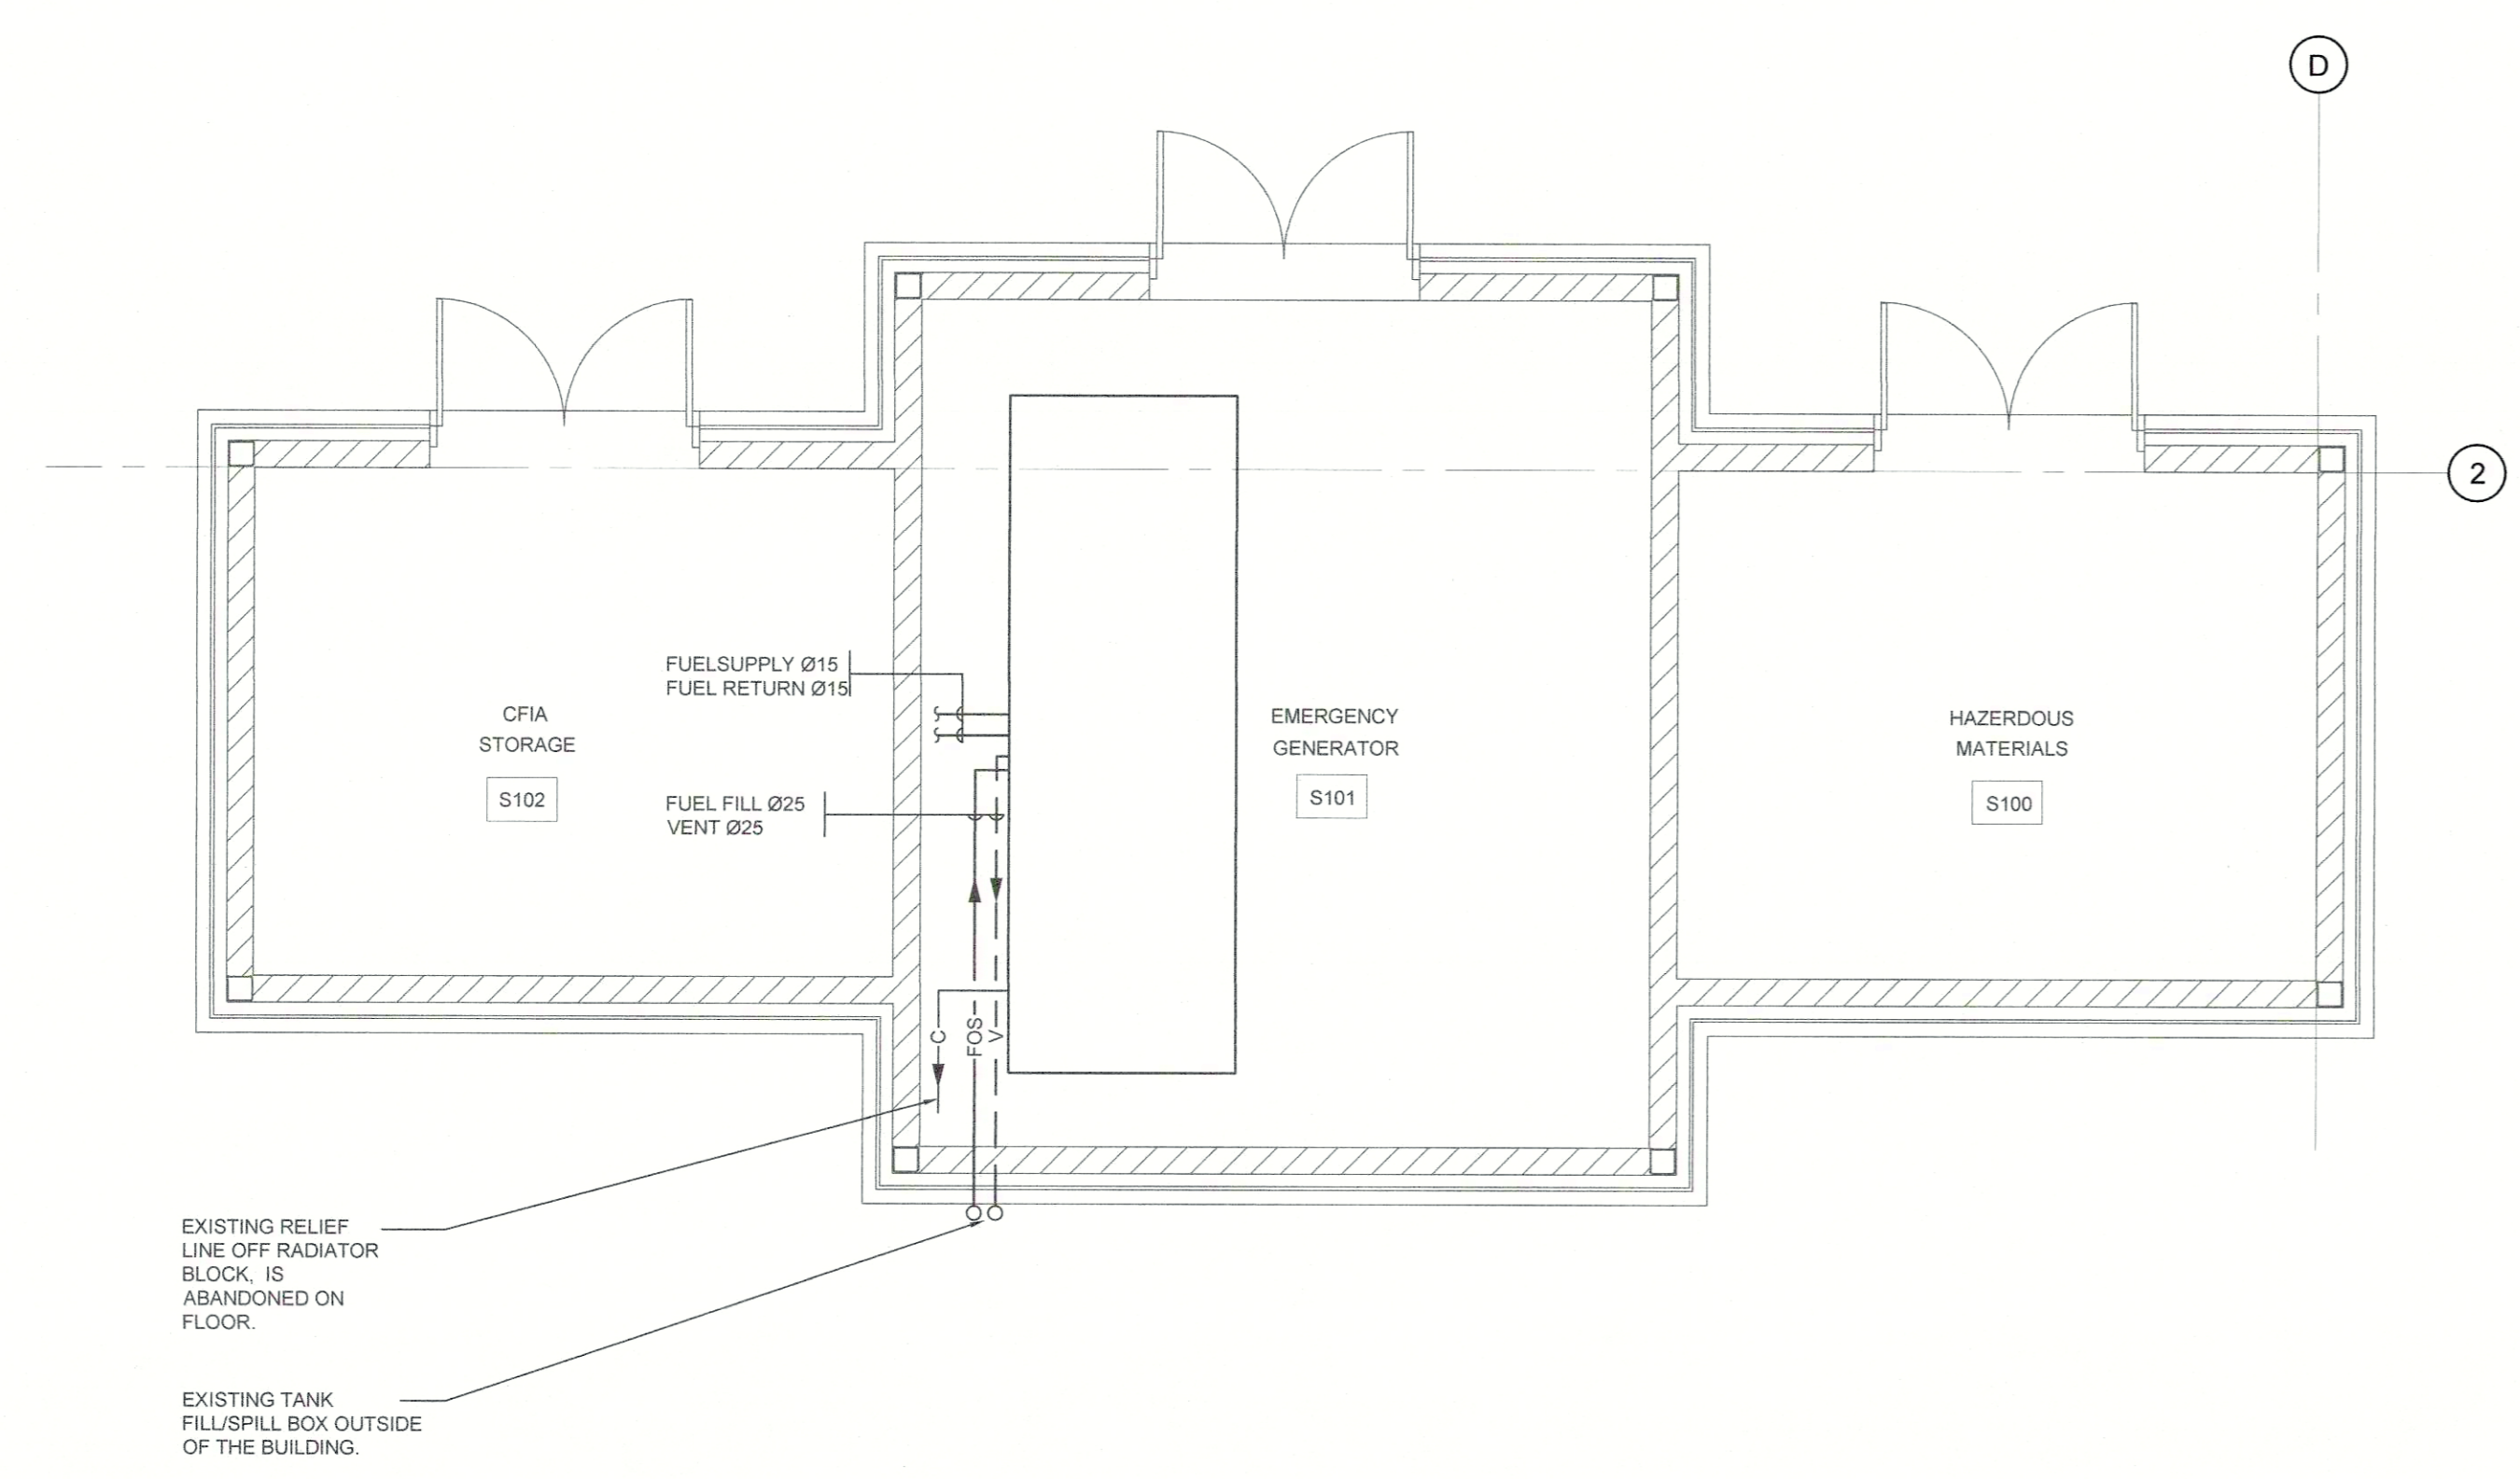 D
2
FUELSUPPLY Ø15
FUEL RETURN Ø15
CFIA
STORAGE
S102
EMERGENCY
GENERATOR
S101
HAZERDOUS
MATERIALS
S100
FUEL FILL Ø25
VENT Ø25
C
FOS
V
EXISTING RELIEF
LINE OFF RADIATOR
BLOCK, IS
ABANDONED ON
FLOOR.
EXISTING TANK
FILL/SPILL BOX OUTSIDE
OF THE BUILDING.